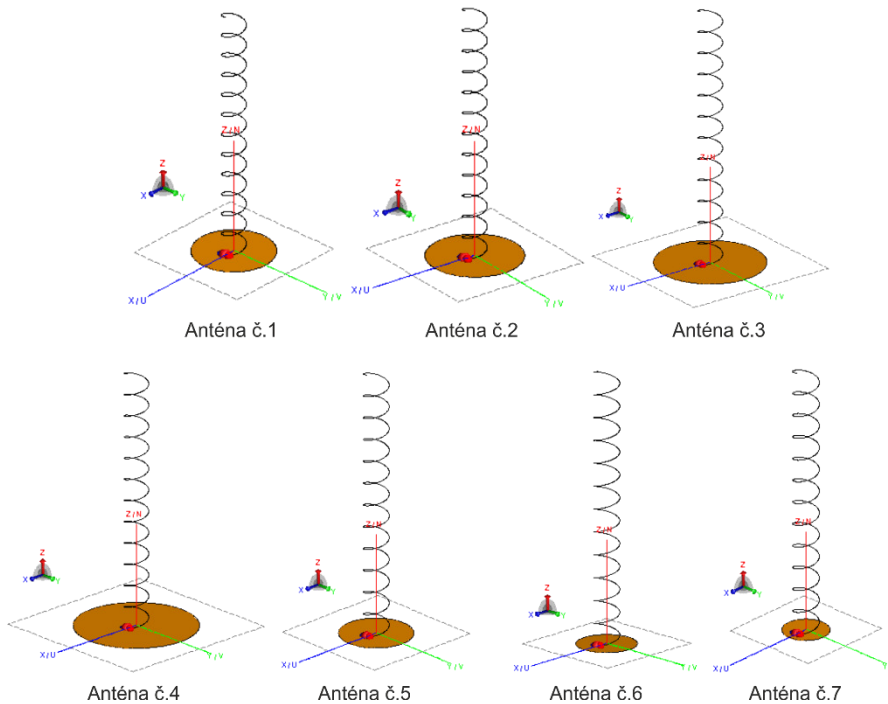 Z/N
Z
X
Y
X/U
Y/V
Anténa č.1
Z/N
Z
X
Y
X/U
Y/V
Anténa č.2
Z/N
Z
X
Y
X/U
Y/V
Anténa č.3
Z/N
Z
X
Y
X/U
Y/V
Anténa č.4
Z/N
Z
X
Y
X/U
Y/V
Anténa č.5
Z/N
Z
X
Y
X/U
Y/V
Anténa č.6
Z/N
Z
X
Y
X/U
Y/V
Anténa č.7